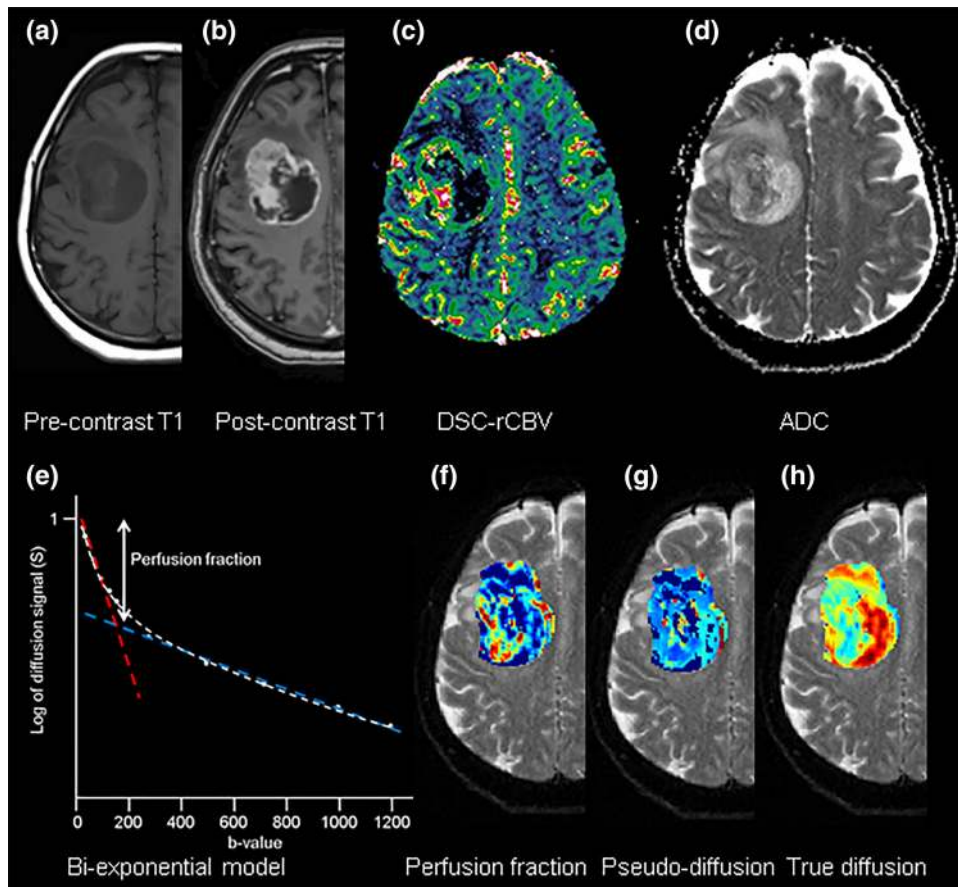 (a)
(b)
(c)
(d)
Pre-contrast T1
Post-contrast T1
DSC-rCBV
ADC
(e)
(f)
(g)
(h)
1
Perfusion fraction
Log of diffusion signal (S)
0 200 400 600 800 1000 1200
b-value
Bi-exponential model
Perfusion fraction
Pseudo-diffusion
True diffusion